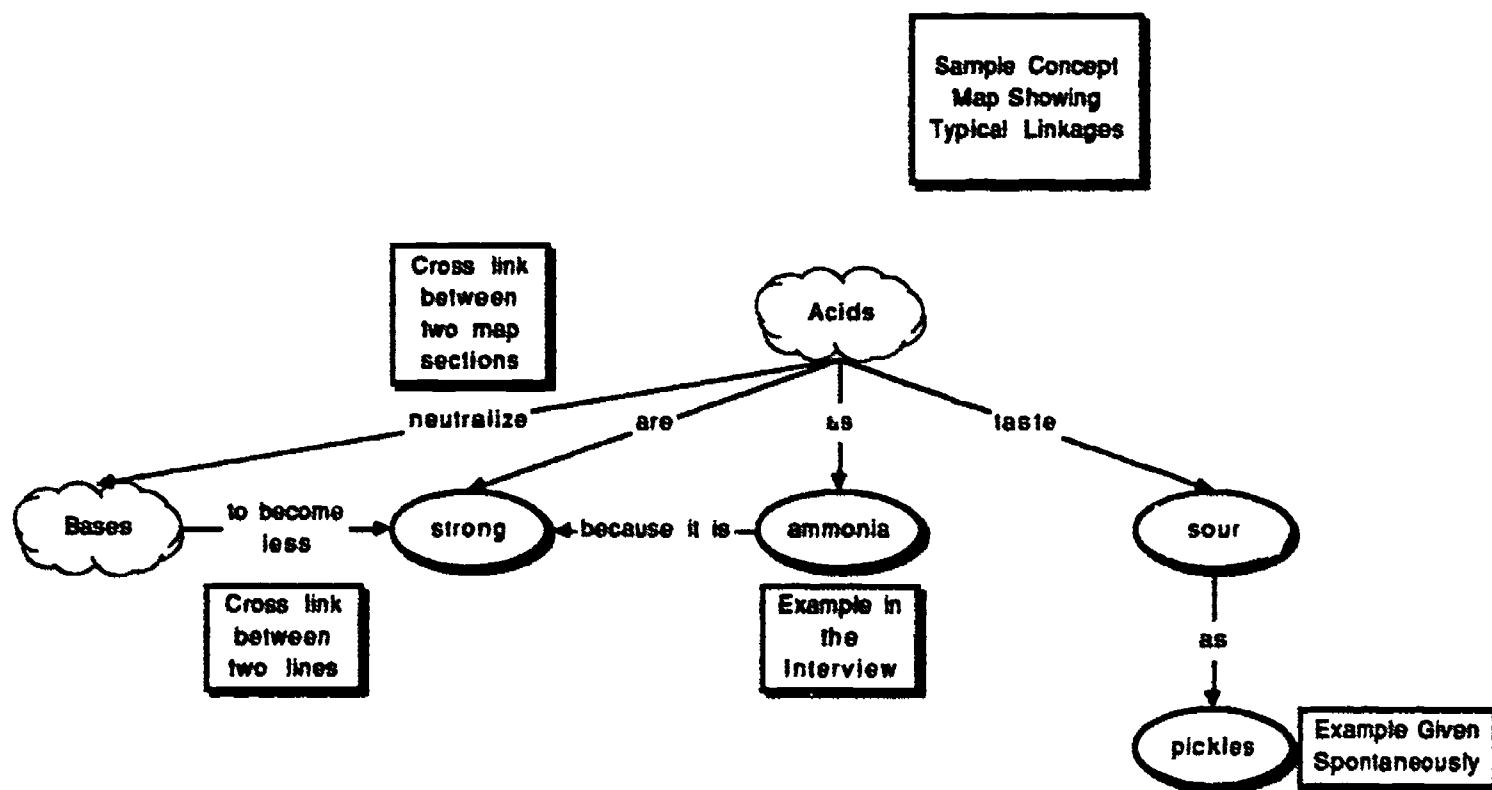 Sample Concept
Map Showing
Typical Linkages
Cross link
between
two map
sections
Acids
neutralize
are
as
taste
Bases
to become
less
strong
because it is
ammonia
sour
Cross link
between
two lines
Example in
the
Interview
as
pickles
Example Given
Spontaneously